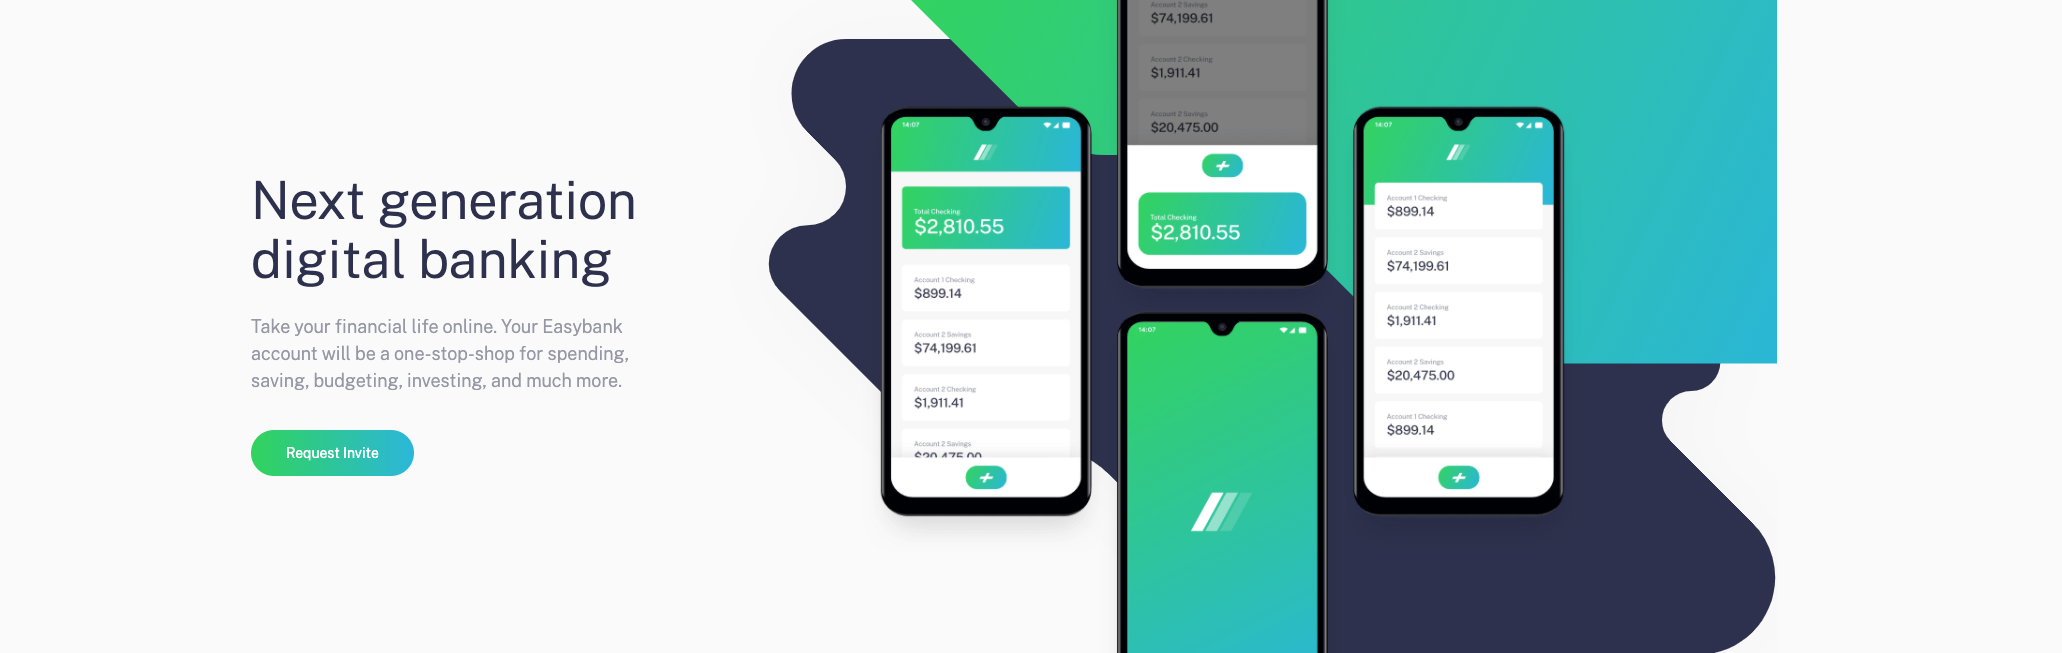 Next generation
digital banking
Take your financial life online. Your Easybank
account will be a one-stop-shop for spending,
saving, budgeting, investing, and much more.
Request Invite
14:07
Total Checking
$2,810.55
Account 1 Checking
$899.14
Account 2 Savings
$74,199.61
Account 2 Checking
$1,911.41
Account 2 Savings
$20,475.00
Account 2 Savings
$74,199.61
Account 2 Checking
$1,911.41
Account 2 Savings
$20,475.00
Total Checking
$2,810.55
14:07
14:07
Account 1 Checking
$899.14
Account 2 Savings
$74,199.61
Account 2 Checking
$1,911.41
Account 2 Savings
$20,475.00
Account 1 Checking
$899.14